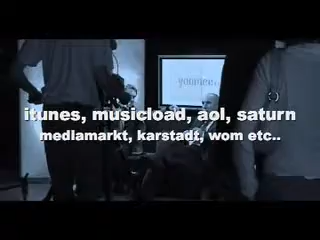 itunes, musicload, aol, saturn
mediamarkt, karstadt, wom etc..